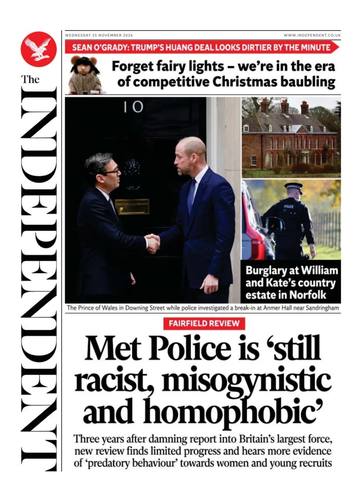 WEDNESDAY 25 NOVEMBER 2026
WWW.INDEPENDENT.CO.UK
SEAN O'GRADY: TRUMP'S HUANG DEAL LOOKS DIRTIER BY THE MINUTE
The
INDEPENDENT
Forget fairy lights – we're in the era
of competitive Christmas baubling
10
Burglary at William
and Kate's country
estate in Norfolk
The Prince of Wales in Downing Street while police investigated a break-in at Anmer Hall near Sandringham
FAIRFIELD REVIEW
Met Police is 'still
racist, misogynistic
and homophobic'
Three years after damning report into Britain's largest force,
new review finds limited progress and hears more evidence
of 'predatory behaviour' towards women and young recruits